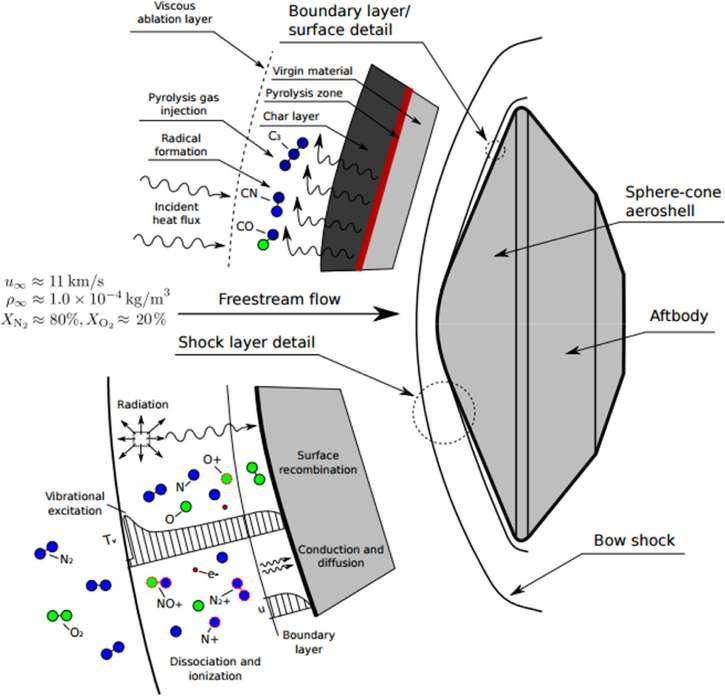 Viscous
ablation layer
Boundary layer/
surface detail
Virgin material
Pyrolysis zone
Char layer
Pyrolysis gas
injection
C₃
Radical
formation
CN
Incident
heat flux
CO
Sphere-cone
aeroshell
u∞ ≈ 11 km/s
ρ∞ ≈ 1.0 × 10⁻⁴ kg/m³
X_N₂ ≈ 80%, X_O₂ ≈ 20%
Freestream flow
Aftbody
Shock layer detail
Radiation
O+
N
Surface
recombination
Vibrational
excitation
O
Tᵥ
Conduction and
diffusion
Bow shock
N₂
e-
NO+
N₂+
u
O₂
N+
Boundary
layer
Dissociation and
ionization